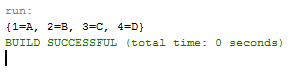 run:
{1=A, 2=B, 3=C, 4=D}
BUILD SUCCESSFUL (total time: 0 seconds)